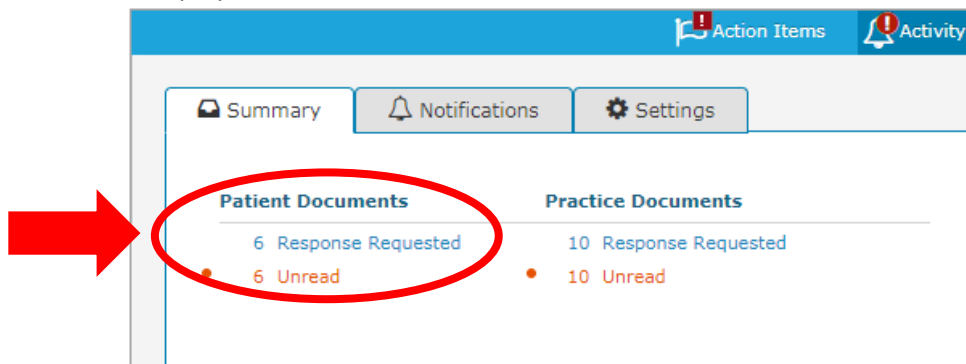 ! Action Items ! Activity
Summary Notifications Settings
Patient Documents Practice Documents
6 Response Requested 10 Response Requested
6 Unread 10 Unread